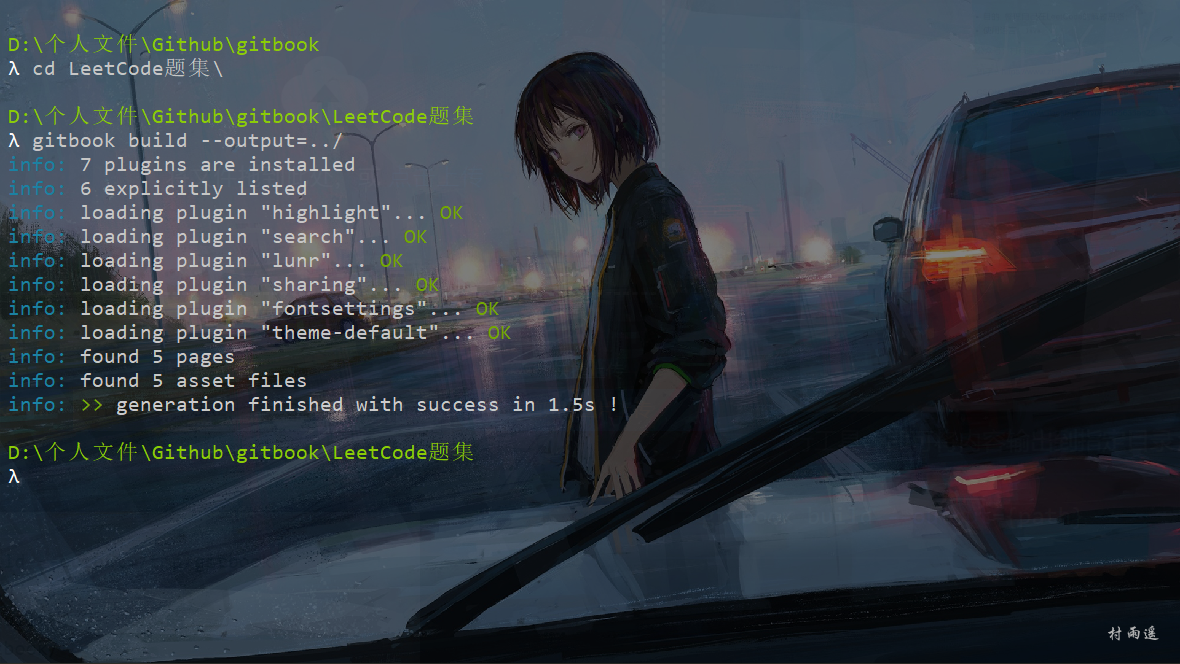 D:\个人文件\Github\gitbook
λ cd LeetCode题集\
D:\个人文件\Github\gitbook\LeetCode题集
λ gitbook build --output=../
info: 7 plugins are installed
info: 6 explicitly listed
info: loading plugin "highlight"... OK
info: loading plugin "search"... OK
info: loading plugin "lunr"... OK
info: loading plugin "sharing"... OK
info: loading plugin "fontsettings"... OK
info: loading plugin "theme-default"... OK
info: found 5 pages
info: found 5 asset files
info: >> generation finished with success in 1.5s !
D:\个人文件\Github\gitbook\LeetCode题集
λ
村雨遥